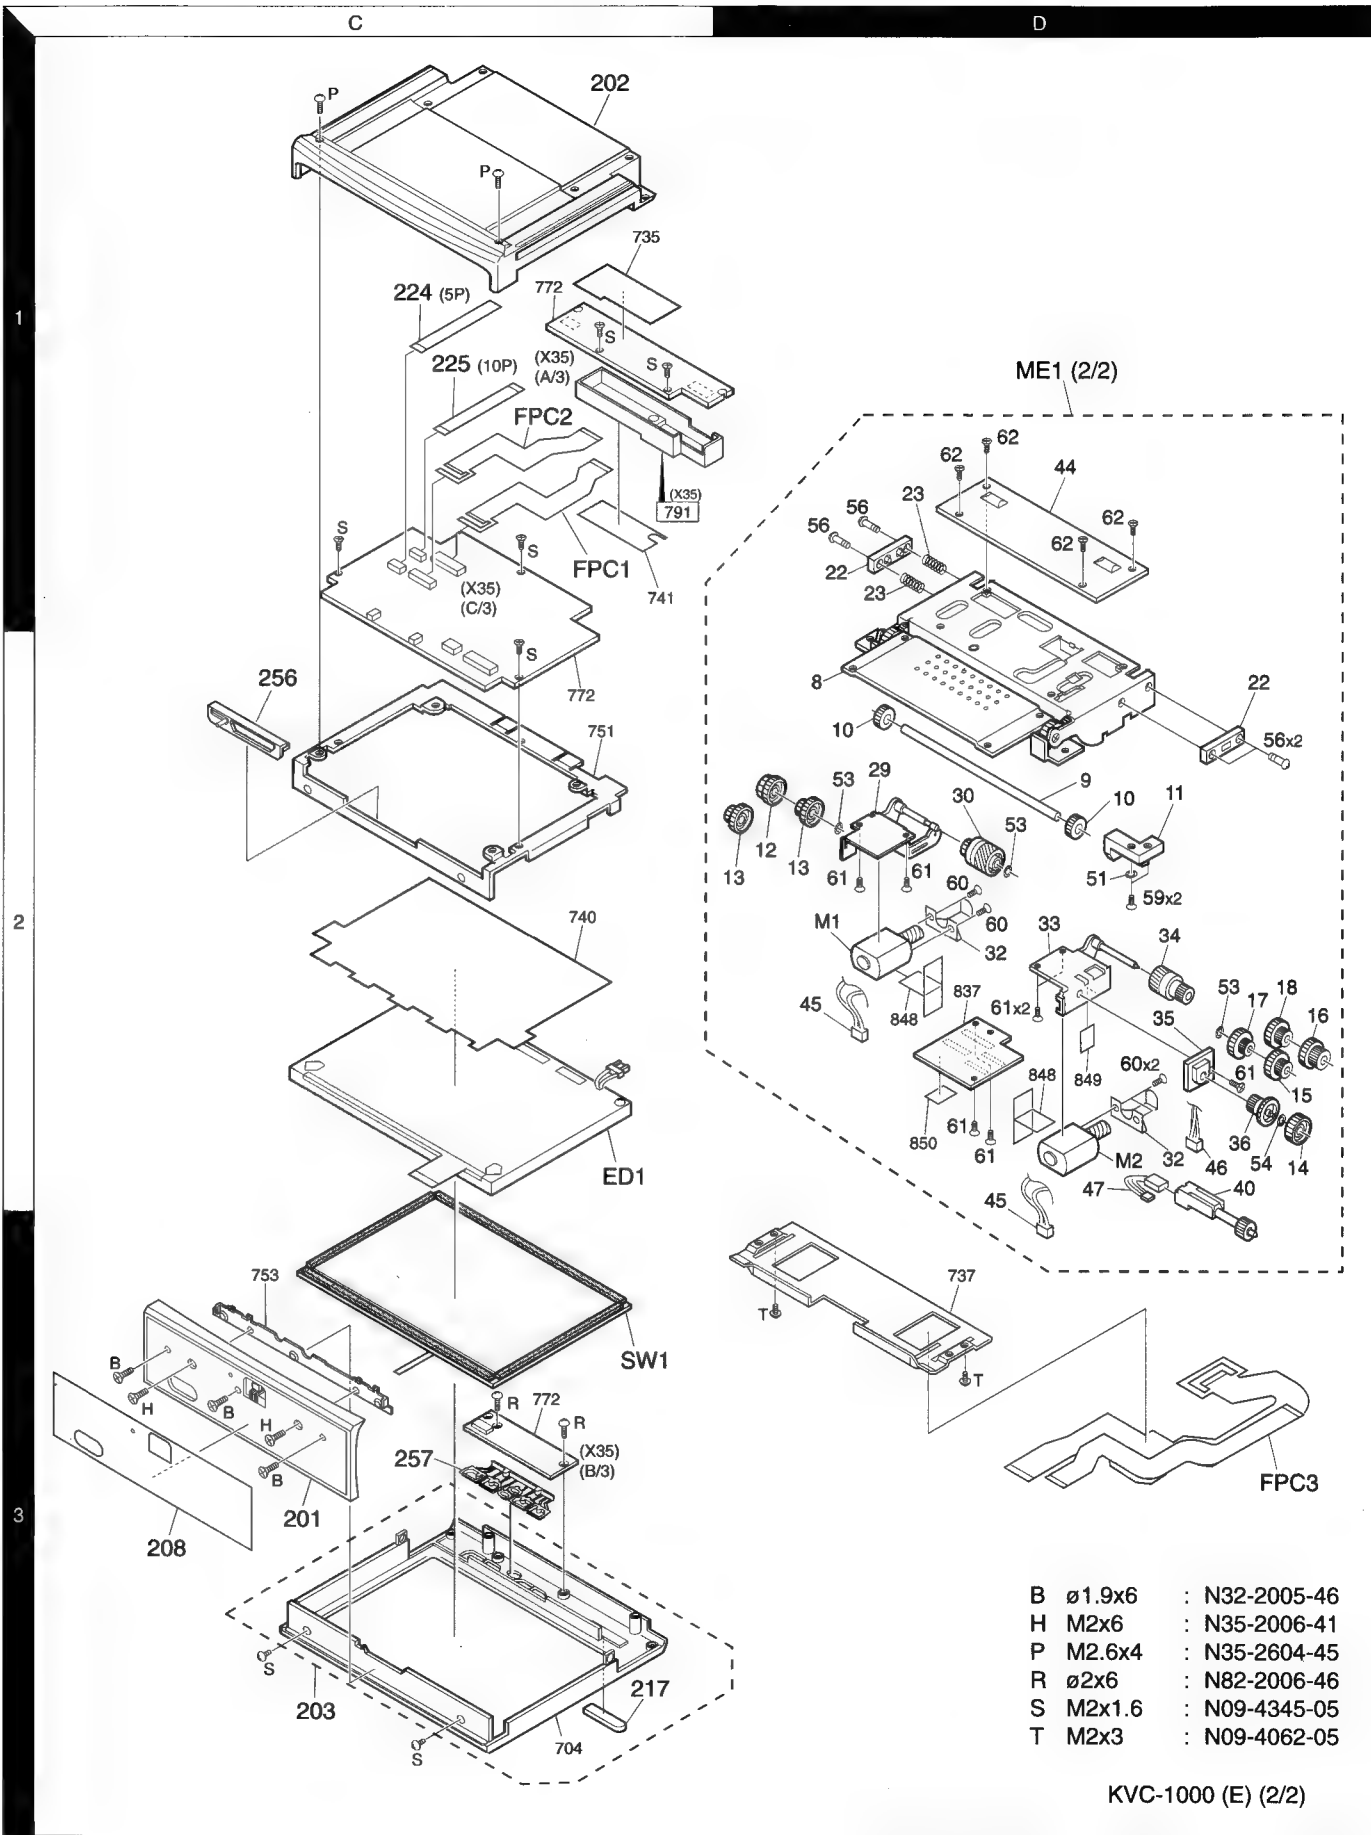 C
D
P
202
P
735
772
224 (5P)
1
S
(X35)
(A/3)
S
225 (10P)
ME1 (2/2)
FPC2
62
62
44
(X35)
791
23
56
62
56
S
S
62
FPC1
22
(X35)
(C/3)
741
23
S
8
256
772
22
10
751
56x2
9
53
29
30
10
11
53
12
13
13
61
61
51
60
59x2
2
740
M1
60
33
34
32
53
18
17
16
45
848
837
61x2
35
60x2
849
848
61
15
850
61
36
ED1
61
54
14
M2
32
46
47
40
45
753
737
SW1
T
B
T
R
772
H
B
R
H
(X35)
(B/3)
257
B
FPC3
201
3
208
B ø1.9x6 : N32-2005-46
H M2x6 : N35-2006-41
P M2.6x4 : N35-2604-45
R ø2x6 : N82-2006-46
S M2x1.6 : N09-4345-05
T M2x3 : N09-4062-05
S
217
203
704
S
KVC-1000 (E) (2/2)